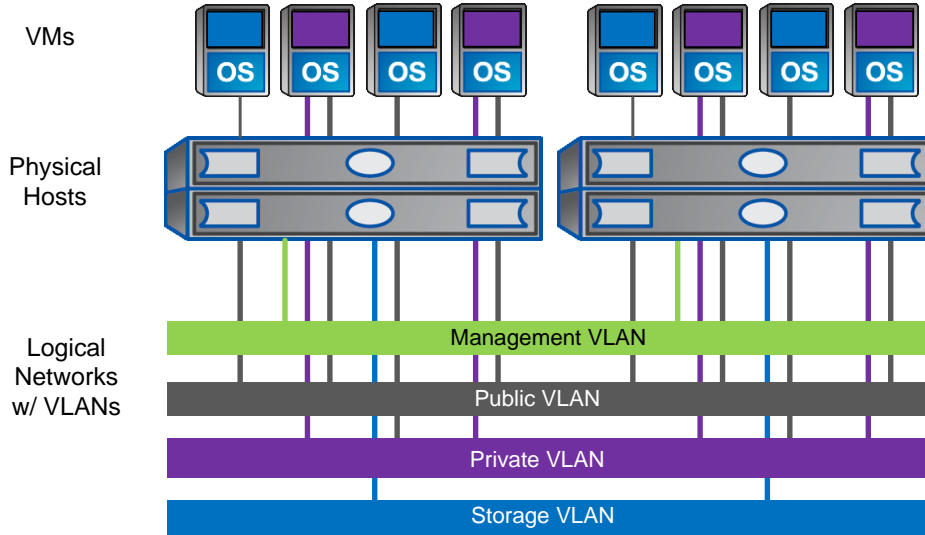 VMs
OS OS OS OS OS OS OS OS
Physical
Hosts
Management VLAN
Logical
Networks
w/ VLANs
Public VLAN
Private VLAN
Storage VLAN